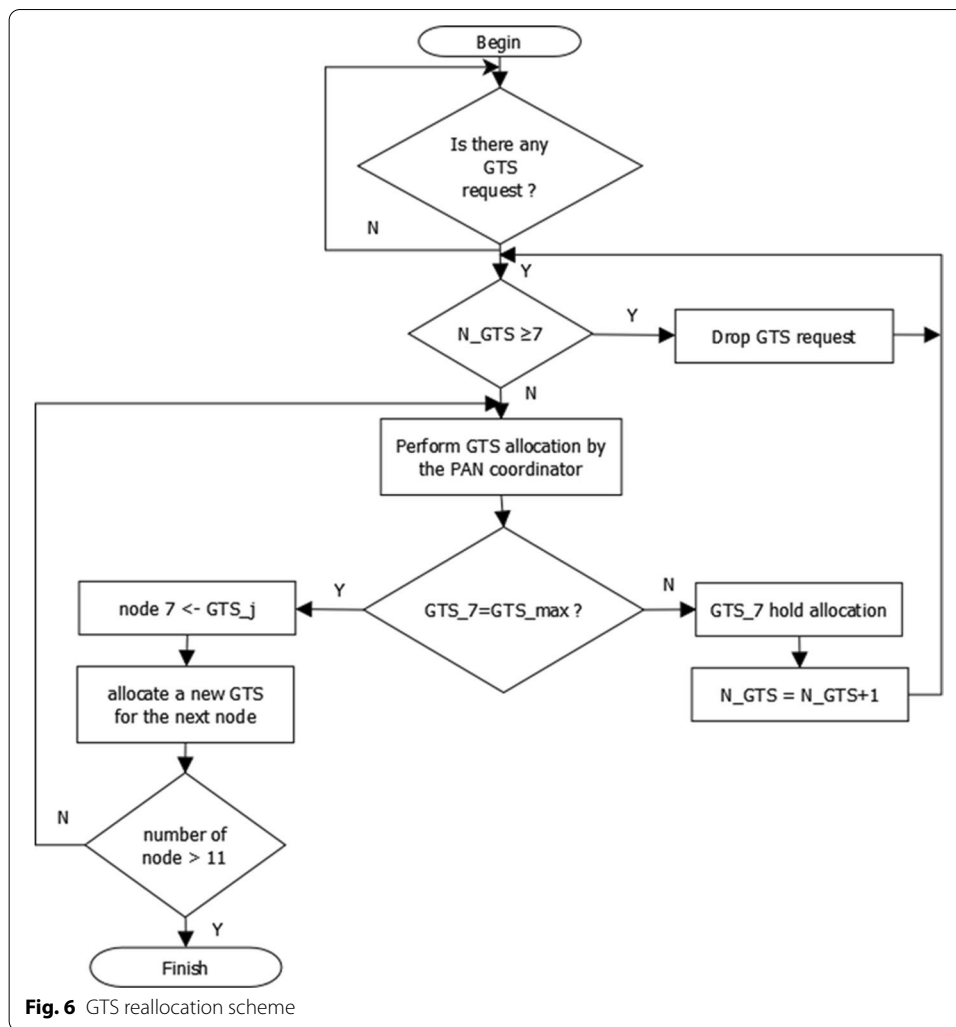 Begin
Is there any
GTS
request ?
N
Y
N_GTS ≥7
Y
Drop GTS request
N
Perform GTS allocation by
the PAN coordinator
Y
N
node 7 <- GTS_j
GTS_7=GTS_max ?
GTS_7 hold allocation
allocate a new GTS
for the next node
N_GTS = N_GTS+1
N
number of
node > 11
Y
Finish
Fig. 6 GTS reallocation scheme